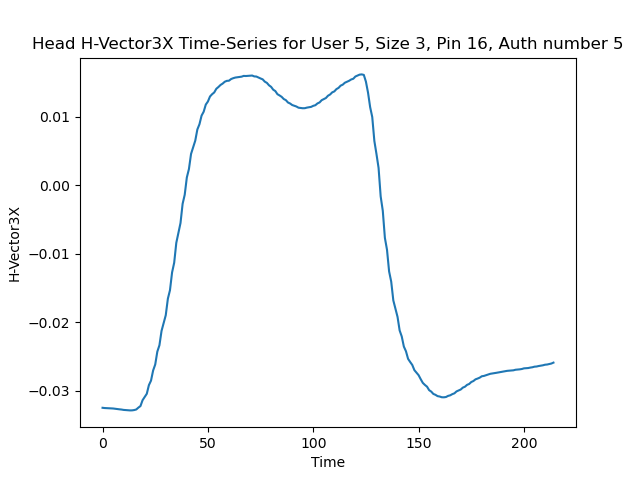 Head H-Vector3X Time-Series for User 5, Size 3, Pin 16, Auth number 5
0.01
0.00
−0.01
−0.02
−0.03
H-Vector3X
0 50 100 150 200
Time